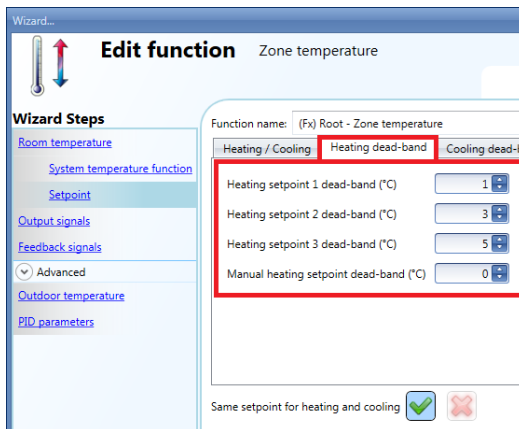 Wizard...
Edit function Zone temperature
Wizard Steps
Room temperature
System temperature function
Setpoint
Output signals
Feedback signals
Advanced
Outdoor temperature
PID parameters
Function name: (Fx) Root - Zone temperature
Heating / Cooling Heating dead-band Cooling dead-
Heating setpoint 1 dead-band (°C) 1
Heating setpoint 2 dead-band (°C) 3
Heating setpoint 3 dead-band (°C) 5
Manual heating setpoint dead-band (°C) 0
Same setpoint for heating and cooling